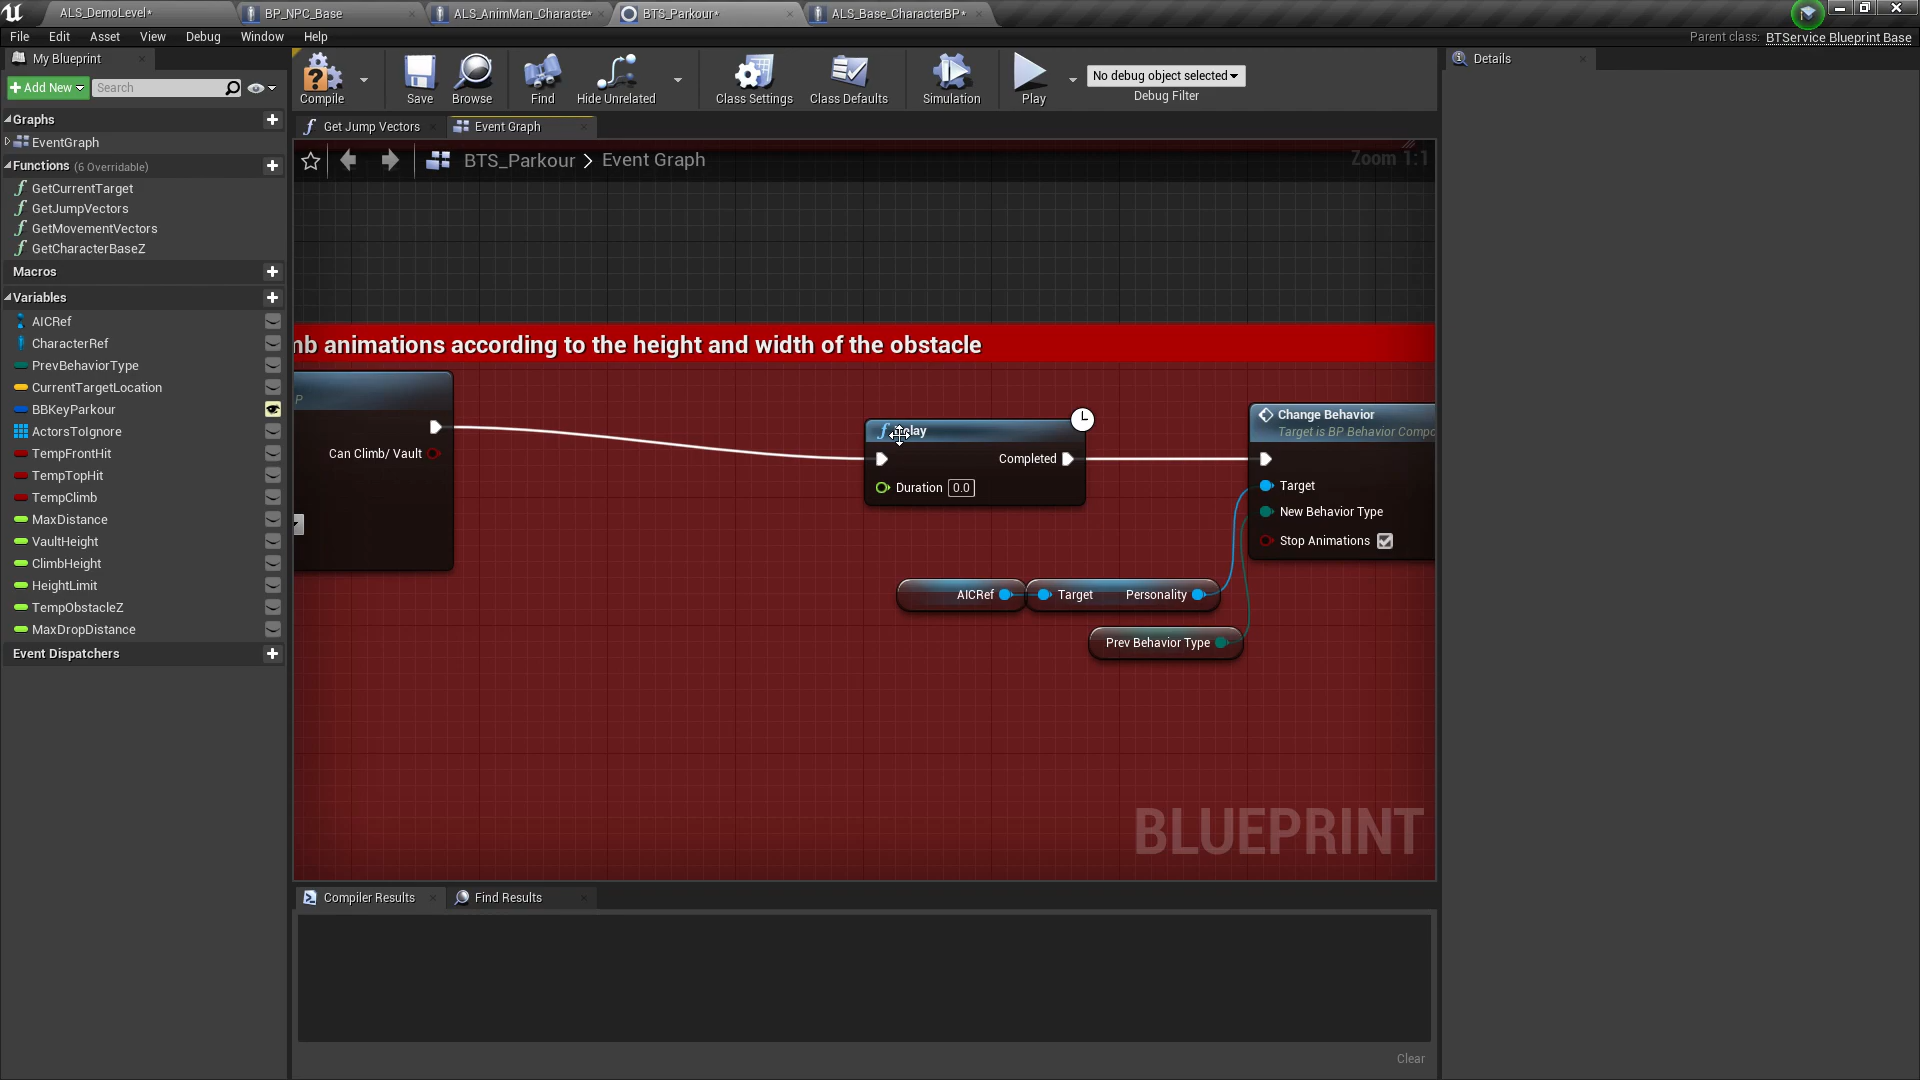 ALS_DemoLevel*
BP_NPC_Base
ALS_AnimMan_Characte*
BTS_Parkour*
ALS_Base_CharacterBP*
File Edit Asset View Debug Window Help
Parent class: BTService Blueprint Base
My Blueprint
Add New
Search
Compile
Save
Browse
Find
Hide Unrelated
Class Settings
Class Defaults
Simulation
Play
No debug object selected
Debug Filter
Details
Graphs
EventGraph
Functions (6 Overridable)
GetCurrentTarget
GetJumpVectors
GetMovementVectors
GetCharacterBaseZ
Macros
Variables
AICRef
CharacterRef
PrevBehaviorType
CurrentTargetLocation
BBKeyParkour
ActorsToIgnore
TempFrontHit
TempTopHit
TempClimb
MaxDistance
VaultHeight
ClimbHeight
HeightLimit
TempObstacleZ
MaxDropDistance
Event Dispatchers
Get Jump Vectors
Event Graph
BTS_Parkour > Event Graph
Zoom 1:1
mb animations according to the height and width of the obstacle
P
Can Climb/ Vault
Completed
Duration 0.0
Change Behavior
Target is BP Behavior Compo
Target
New Behavior Type
Stop Animations
AICRef
Target Personality
Prev Behavior Type
BLUEPRINT
Compiler Results
Find Results
Clear